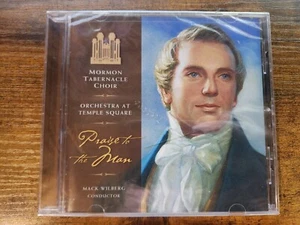 MORMON
TABERNACLE
CHOIR
ORCHESTRA AT
TEMPLE SQUARE
Praise to
the Man
MACK WILBERG
CONDUCTOR